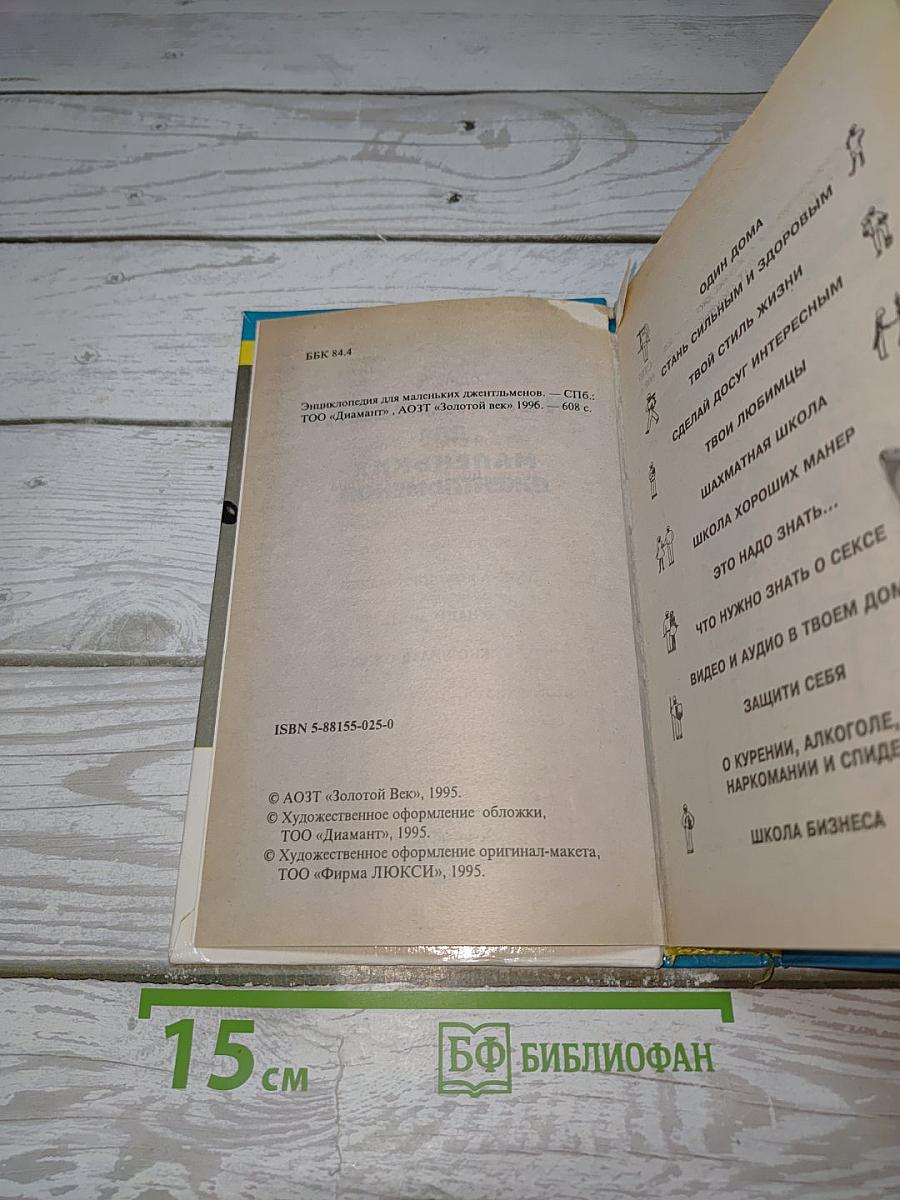 ББК 84.4
Энциклопедия для маленьких джентльменов. — СПб.:
ТОО «Диамант» , АОЗТ «Золотой век» 1996. — 608 с.
ISBN 5-88155-025-0
© АОЗТ «Золотой Век», 1995.
© Художественное оформление обложки,
ТОО «Диамант», 1995.
© Художественное оформление оригинал-макета,
ТОО «Фирма ЛЮКСИ», 1995.
ОДИН ДОМА
СТАНЬ СИЛЬНЫМ И ЗДОРОВЫМ
ТВОЙ СТИЛЬ ЖИЗНИ
СДЕЛАЙ ДОСУГ ИНТЕРЕСНЫМ
ТВОИ ЛЮБИМЦЫ
ШАХМАТНАЯ ШКОЛА
ШКОЛА ХОРОШИХ МАНЕР
ЭТО НАДО ЗНАТЬ...
ЧТО НУЖНО ЗНАТЬ О СЕКСЕ
ВИДЕО И АУДИО В ТВОЕМ ДОМ
ЗАЩИТИ СЕБЯ
О КУРЕНИИ, АЛКОГОЛЕ,
НАРКОМАНИИ И СПИДЕ
ШКОЛА БИЗНЕСА
15 см
БФ БИБЛИОФАН